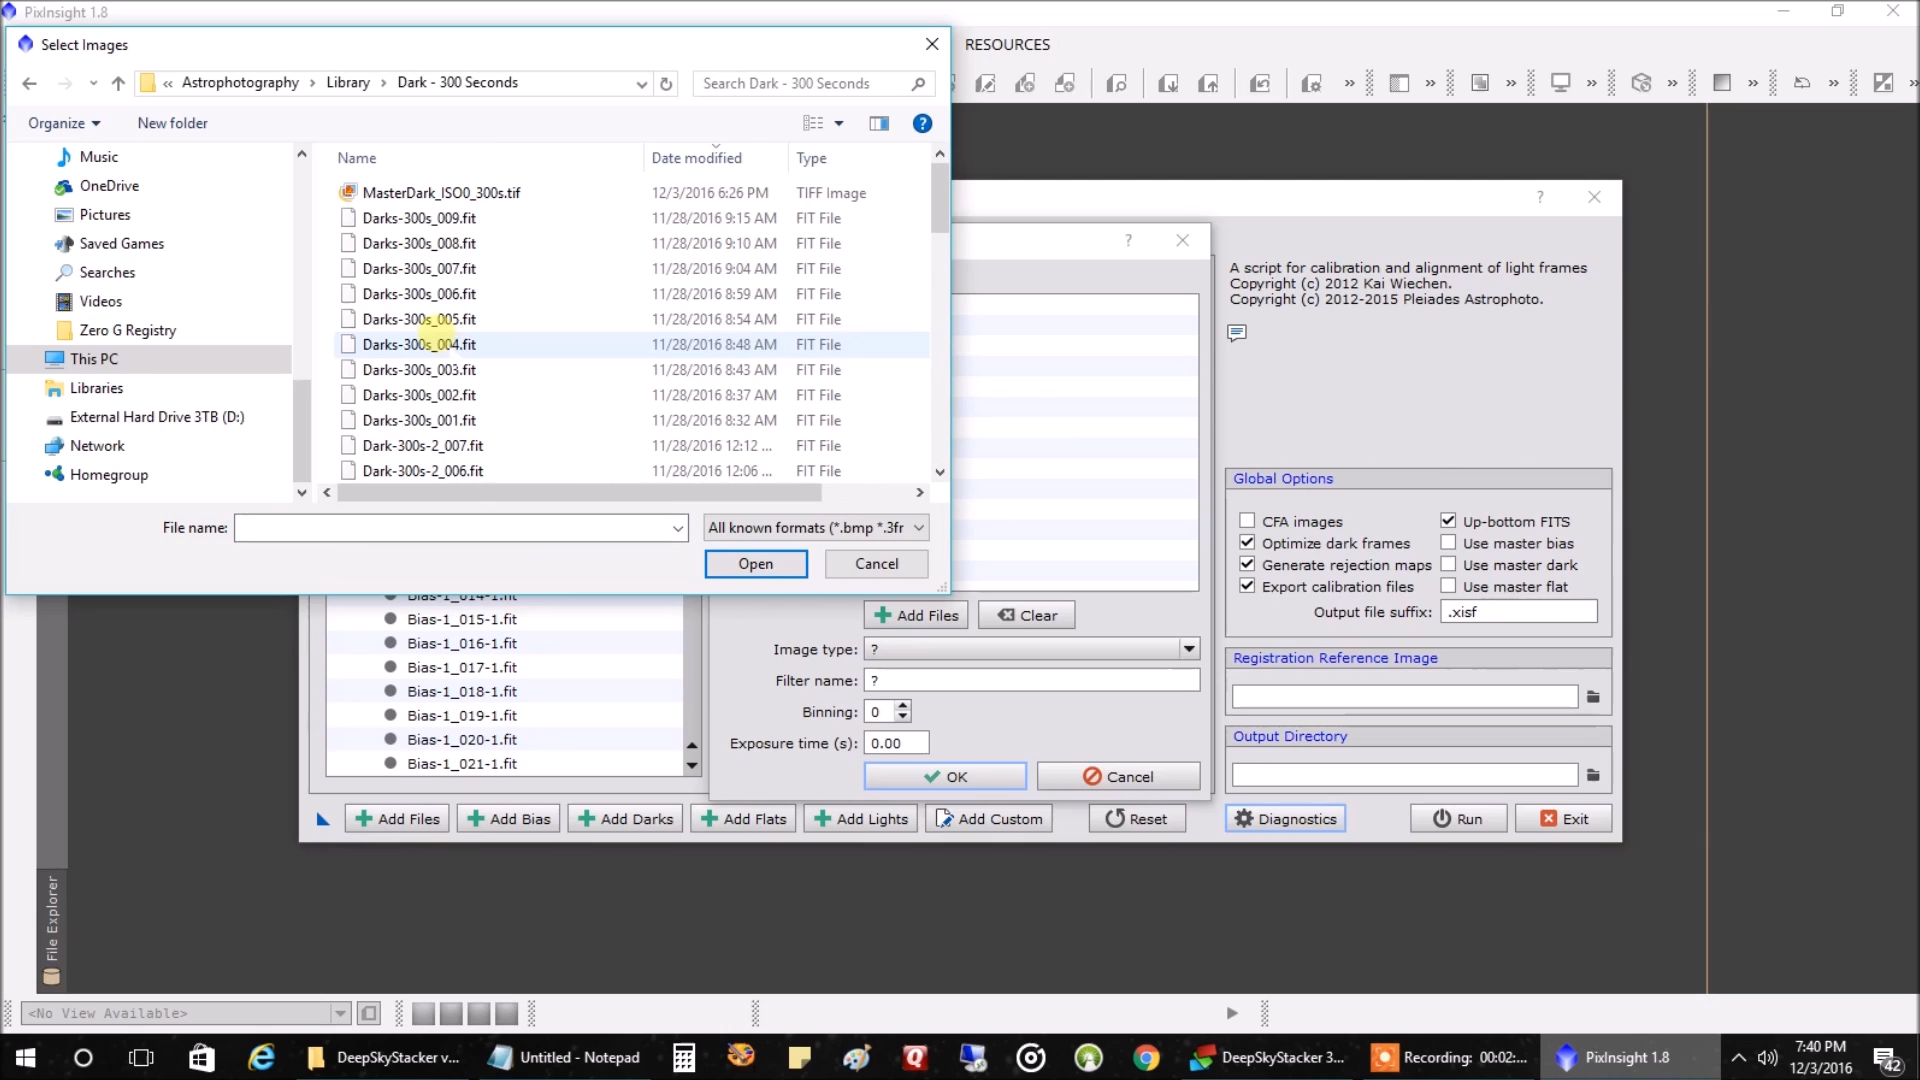 PixInsight 1.8
Select Images
RESOURCES
« Astrophotography > Library > Dark - 300 Seconds
Search Dark - 300 Seconds
Organize
New folder
Music
OneDrive
Pictures
Saved Games
Searches
Videos
Zero G Registry
This PC
Libraries
External Hard Drive 3TB (D:)
Network
Homegroup
Name Date modified Type
MasterDark_ISO0_300s.tif 12/3/2016 6:26 PM TIFF Image
Darks-300s_009.fit 11/28/2016 9:15 AM FIT File
Darks-300s_008.fit 11/28/2016 9:10 AM FIT File
Darks-300s_007.fit 11/28/2016 9:04 AM FIT File
Darks-300s_006.fit 11/28/2016 8:59 AM FIT File
Darks-300s_005.fit 11/28/2016 8:54 AM FIT File
Darks-300s_004.fit 11/28/2016 8:48 AM FIT File
Darks-300s_003.fit 11/28/2016 8:43 AM FIT File
Darks-300s_002.fit 11/28/2016 8:37 AM FIT File
Darks-300s_001.fit 11/28/2016 8:32 AM FIT File
Dark-300s-2_007.fit 11/28/2016 12:12 ... FIT File
Dark-300s-2_006.fit 11/28/2016 12:06 ... FIT File
File name:
All known formats (*.bmp *.3fr
Open
Cancel
A script for calibration and alignment of light frames
Copyright (c) 2012 Kai Wiechen.
Copyright (c) 2012-2015 Pleiades Astrophoto.
Bias-1_014-1.fit
Bias-1_015-1.fit
Bias-1_016-1.fit
Bias-1_017-1.fit
Bias-1_018-1.fit
Bias-1_019-1.fit
Bias-1_020-1.fit
Bias-1_021-1.fit
Add Files
Clear
Image type: ?
Filter name: ?
Binning: 0
Exposure time (s): 0.00
OK
Cancel
Global Options
CFA images
Up-bottom FITS
Optimize dark frames
Use master bias
Generate rejection maps
Use master dark
Export calibration files
Use master flat
Output file suffix: .xisf
Registration Reference Image
Output Directory
Add Files
Add Bias
Add Darks
Add Flats
Add Lights
Add Custom
Reset
Diagnostics
Run
Exit
File Explorer
<No View Available>
DeepSkyStacker v...
Untitled - Notepad
DeepSkyStacker 3...
Recording: 00:02:...
PixInsight 1.8
7:40 PM
12/3/2016
42